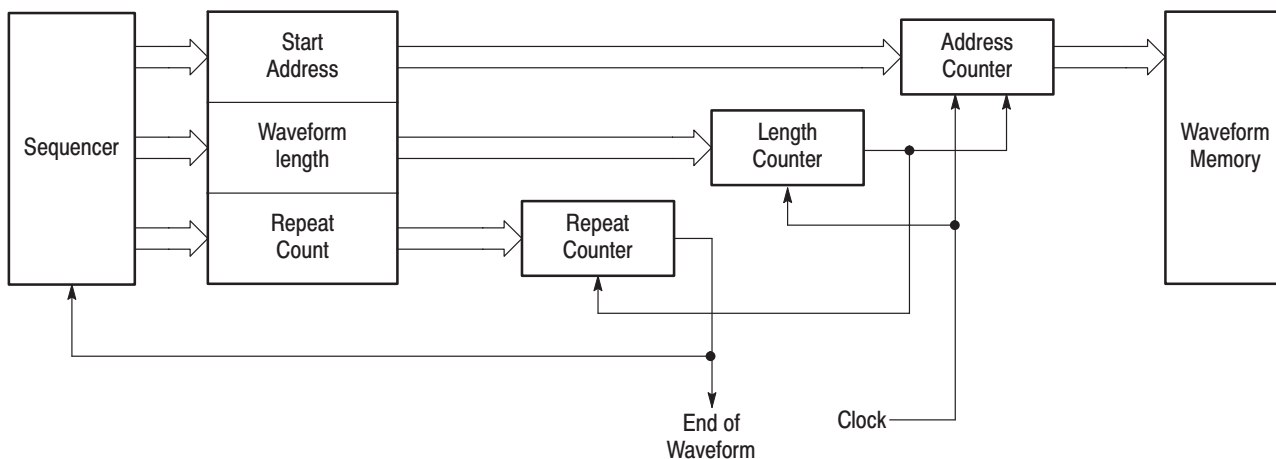 Sequencer
Start
Address
Waveform
length
Repeat
Count
Repeat
Counter
Length
Counter
Address
Counter
Waveform
Memory
End of
Waveform
Clock